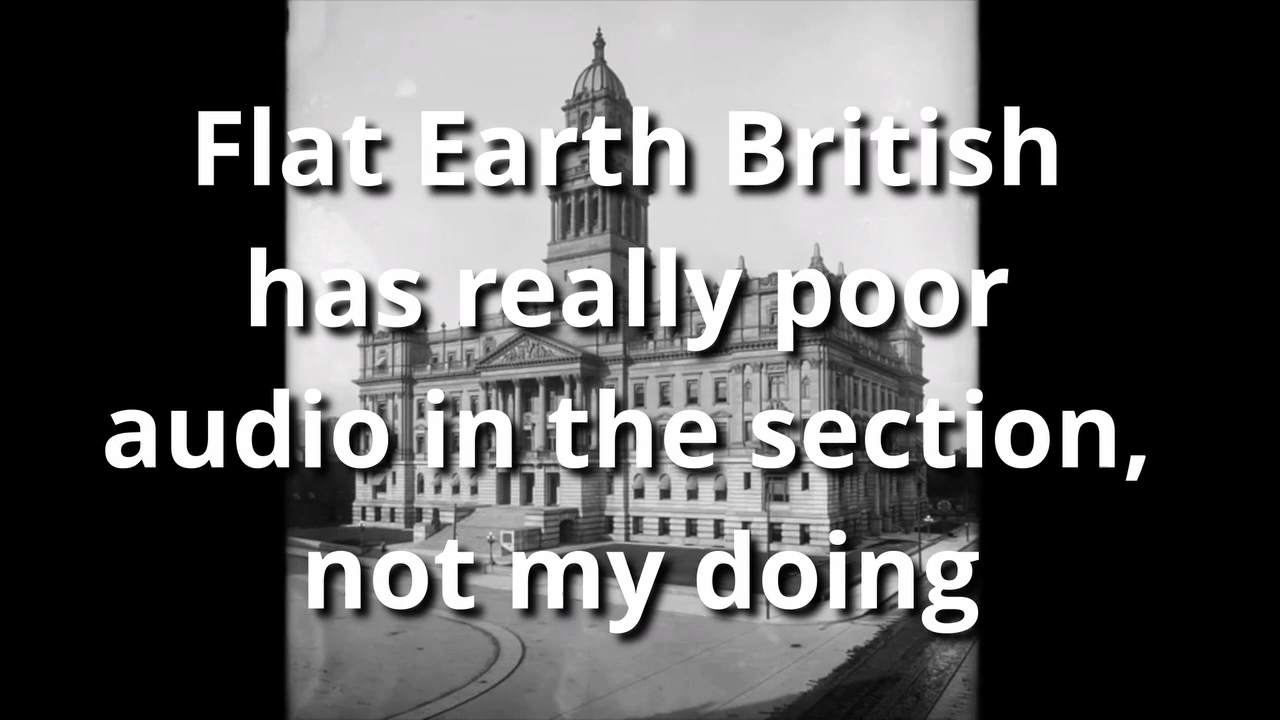 Flat Earth British
has really poor
audio in the section,
not my doing